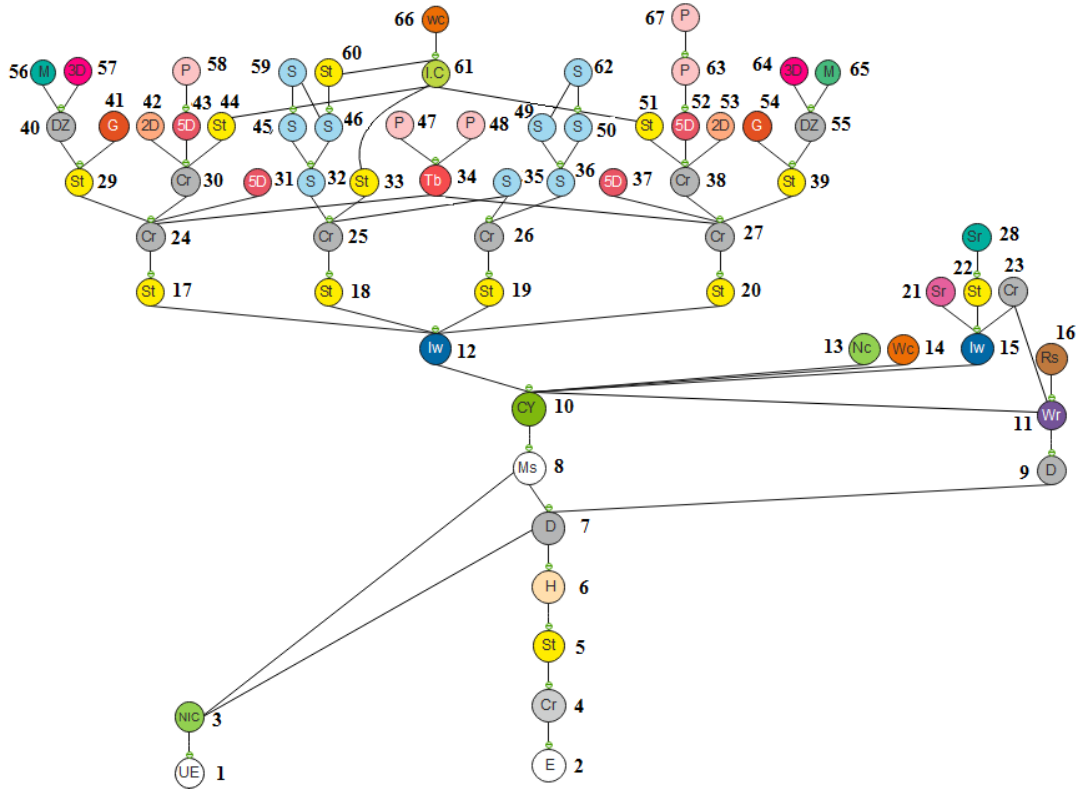 66 wc 67 P
56 M 3D 57 P 58 59 S St 60 I.C 61 S 62 P 63 64 3D M 65
40 DZ 41 G 42 2D 43 5D 44 St 45 S S 46 47 P P 48 49 S S 50 51 St 52 5D 53 2D 54 G DZ 55
St 29 Cr 30 5D 31 S 32 St 33 Tb 34 S 35 S 36 5D 37 Cr 38 St 39
Cr 24 Cr 25 Cr 26 Cr 27 Sr 28
St 17 St 18 St 19 St 20 21 Sr 22 St 23 Cr
Iw 12 13 Nc Wc 14 Iw 15 16 Rs
CY 10 11 Wr
Ms 8 9 D
D 7
H 6
St 5
NIC 3 Cr 4
UE 1 E 2